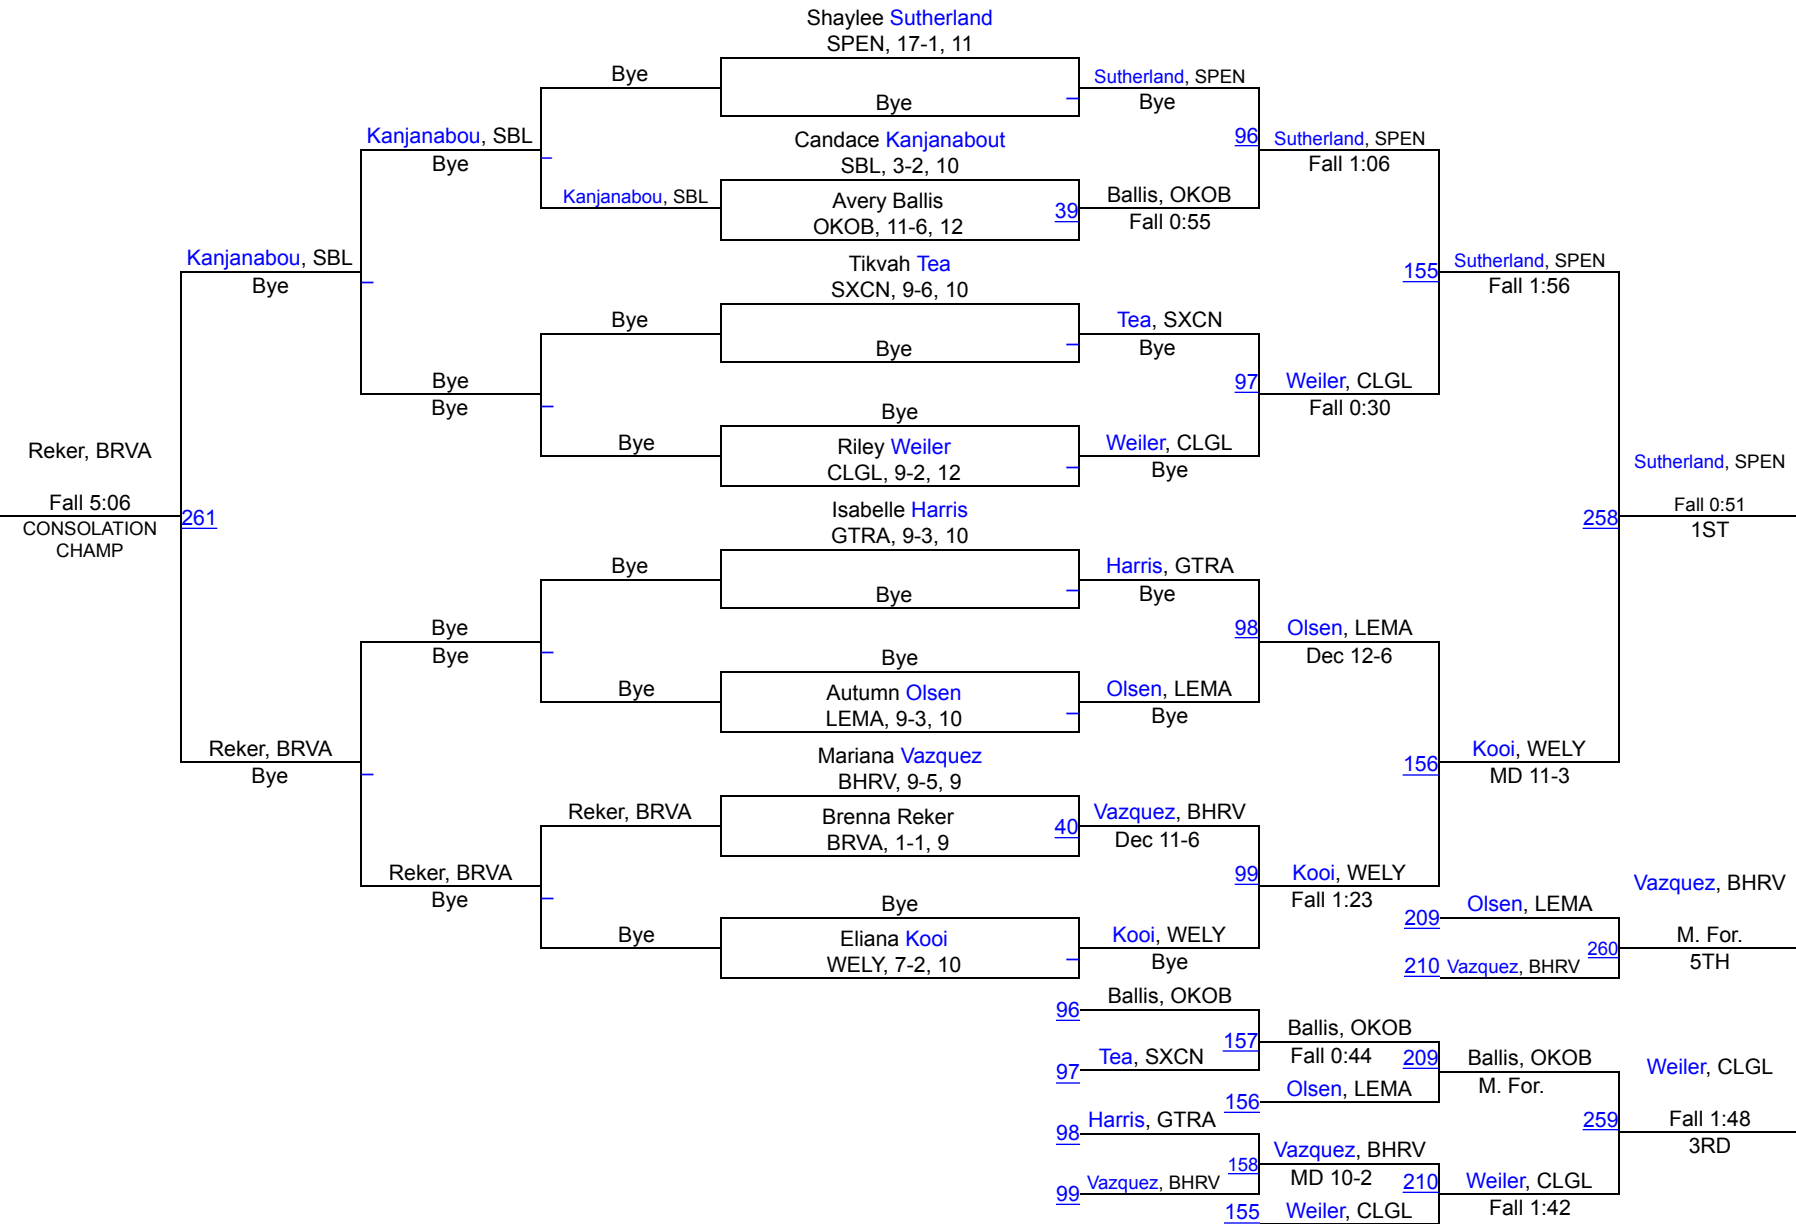 Shaylee Sutherland
SPEN, 17-1, 11
Bye
Bye
Sutherland, SPEN
Bye
Candace Kanjanabout
SBL, 3-2, 10
Kanjanabou, SBL
Bye
96
Sutherland, SPEN
Fall 1:06
Kanjanabou, SBL
Avery Ballis
OKOB, 11-6, 12
39
Ballis, OKOB
Fall 0:55
Kanjanabou, SBL
Bye
Tikvah Tea
SXCN, 9-6, 10
155
Sutherland, SPEN
Fall 1:56
Bye
Bye
Tea, SXCN
Bye
Bye
Bye
97
Weiler, CLGL
Fall 0:30
Bye
Bye
Riley Weiler
CLGL, 9-2, 12
Weiler, CLGL
Bye
Reker, BRVA
Fall 5:06
CONSOLATION
CHAMP
261
Isabelle Harris
GTRA, 9-3, 10
258
Sutherland, SPEN
Fall 0:51
1ST
Bye
Bye
Harris, GTRA
Bye
Bye
Bye
98
Olsen, LEMA
Dec 12-6
Bye
Bye
Autumn Olsen
LEMA, 9-3, 10
Olsen, LEMA
Bye
Reker, BRVA
Bye
Mariana Vazquez
BHRV, 9-5, 9
156
Kooi, WELY
MD 11-3
Reker, BRVA
Brenna Reker
BRVA, 1-1, 9
40
Vazquez, BHRV
Dec 11-6
Reker, BRVA
Bye
99
Kooi, WELY
Fall 1:23
Bye
Bye
Eliana Kooi
WELY, 7-2, 10
Kooi, WELY
Bye
209
Olsen, LEMA
210
Vazquez, BHRV
260
Vazquez, BHRV
M. For.
5TH
96
Ballis, OKOB
157
Ballis, OKOB
Fall 0:44
97
Tea, SXCN
156
Olsen, LEMA
209
Ballis, OKOB
M. For.
98
Harris, GTRA
158
Vazquez, BHRV
MD 10-2
99
Vazquez, BHRV
155
Weiler, CLGL
210
Weiler, CLGL
Fall 1:42
259
Weiler, CLGL
Fall 1:48
3RD